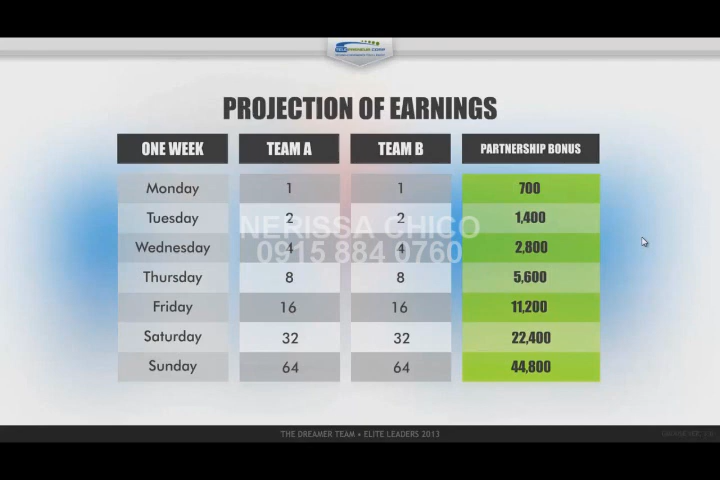 PROJECTION OF EARNINGS
ONE WEEK TEAM A TEAM B PARTNERSHIP BONUS
Monday 1 1 700
Tuesday 2 2 1,400
NERISSA CHICO
Wednesday 4 4 2,800
0915 884 0760
Thursday 8 8 5,600
Friday 16 16 11,200
Saturday 32 32 22,400
Sunday 64 64 44,800
THE DREAMER TEAM • ELITE LEADERS 2013